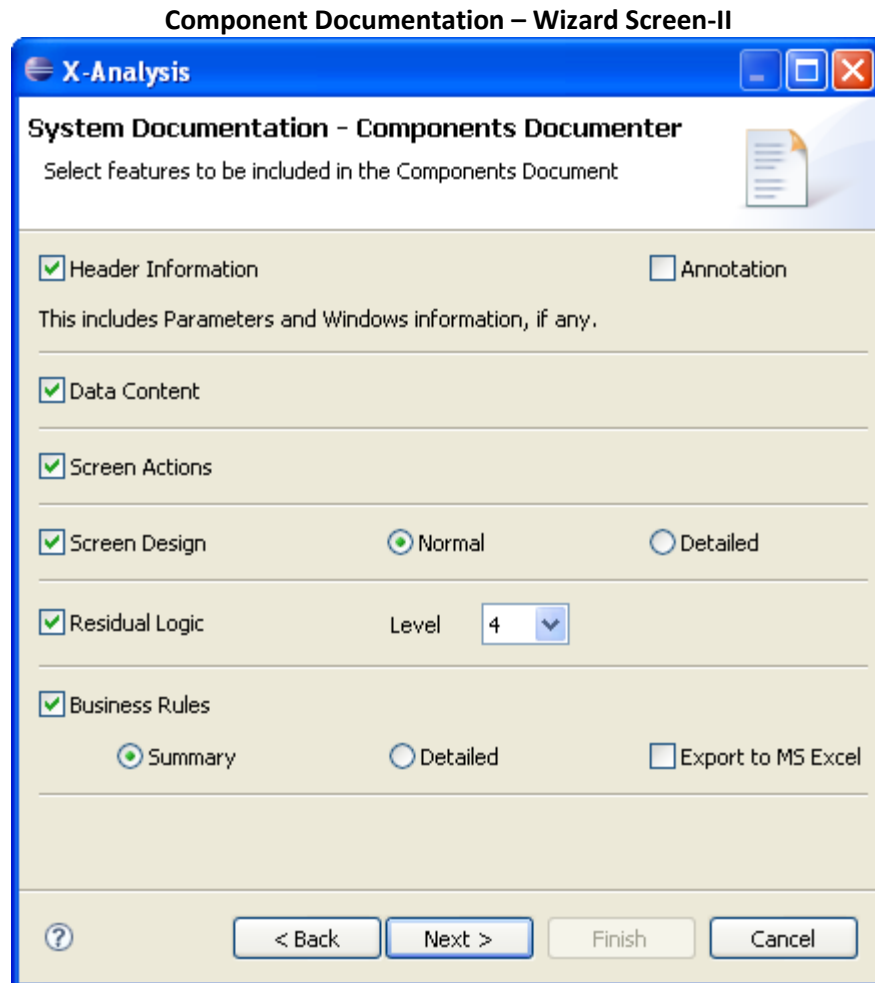 Component Documentation – Wizard Screen-II
X-Analysis
System Documentation - Components Documenter
Select features to be included in the Components Document
Header Information Annotation
This includes Parameters and Windows information, if any.
Data Content
Screen Actions
Screen Design Normal Detailed
Residual Logic Level 4
Business Rules
Summary Detailed Export to MS Excel
? < Back Next > Finish Cancel